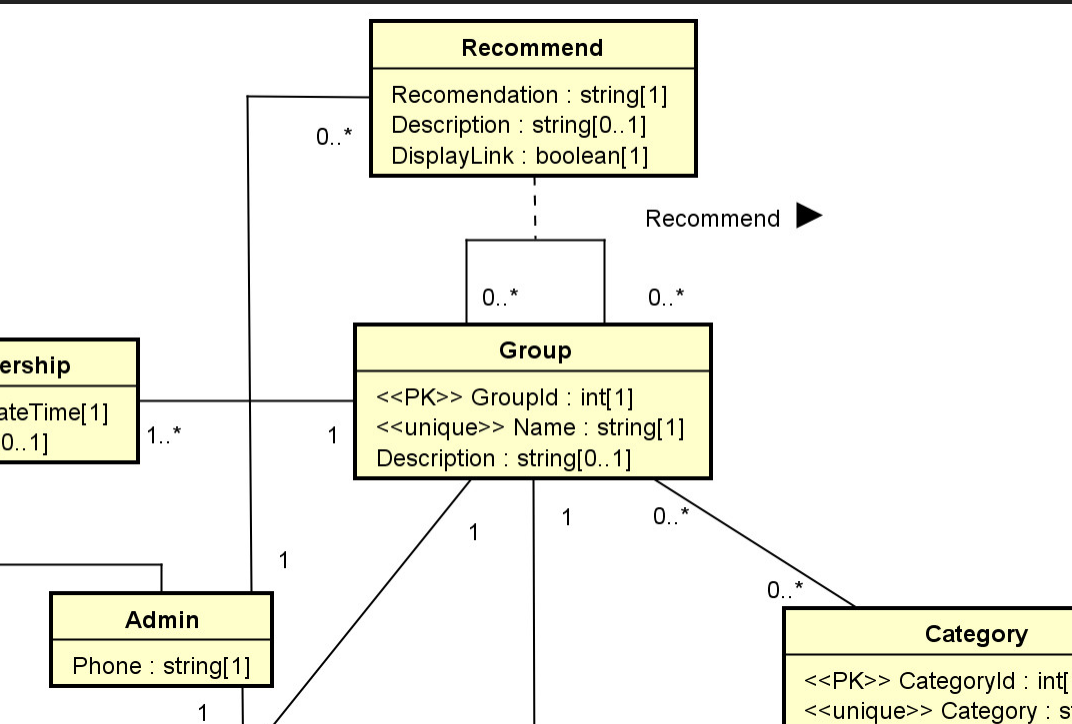 Recommend
Recomendation : string[1]
Description : string[0..1]
DisplayLink : boolean[1]
0..*
Recommend
0..*
0..*
Group
<<PK>> GroupId : int[1]
<<unique>> Name : string[1]
Description : string[0..1]
ership
ateTime[1]
0..1]
1..*
1
1
1
0..*
1
0..*
Admin
Phone : string[1]
1
Category
<<PK>> CategoryId : int[
<<unique>> Category : s